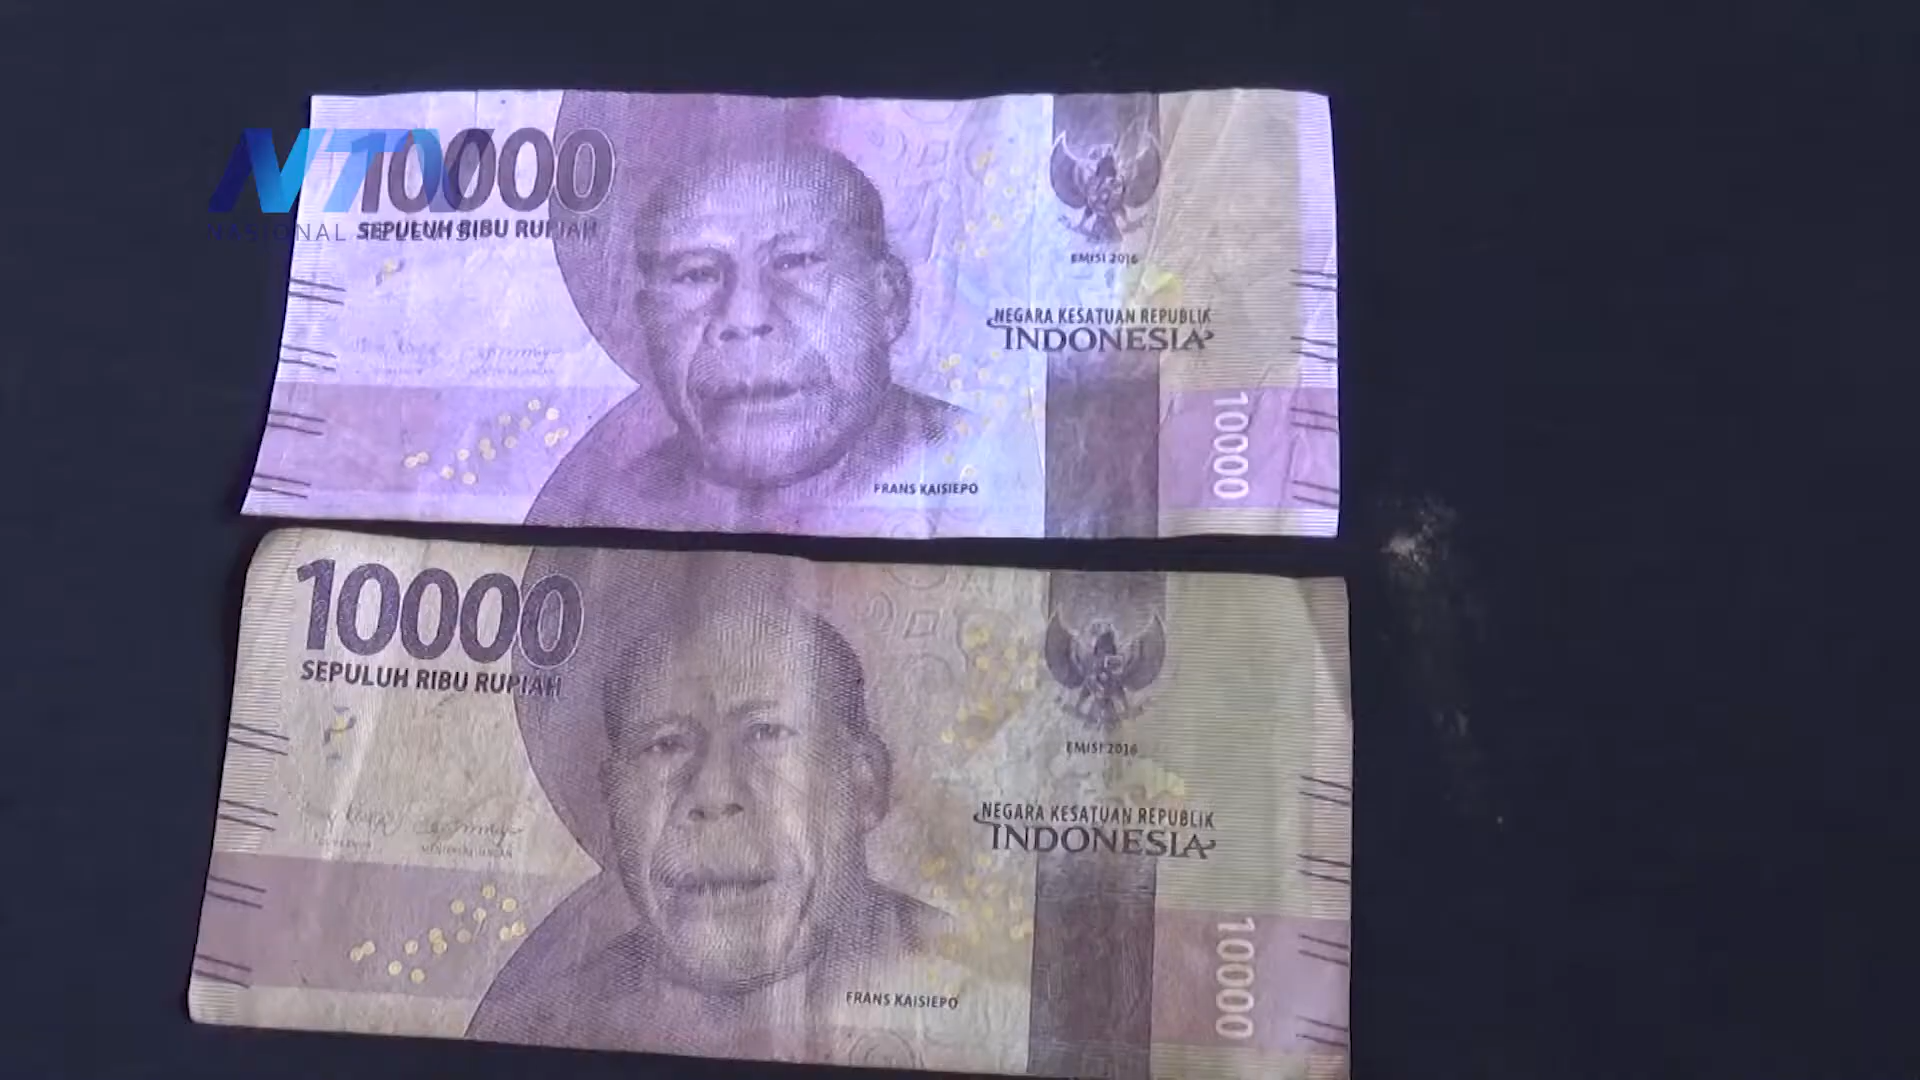 NTV
NASIONAL TELEVISI
10000
SEPULUH RIBU RUPIAH
EMISI 2016
NEGARA KESATUAN REPUBLIK
INDONESIA
10000
FRANS KAISIEPO
10000
SEPULUH RIBU RUPIAH
EMISI 2016
NEGARA KESATUAN REPUBLIK
INDONESIA
10000
FRANS KAISIEPO